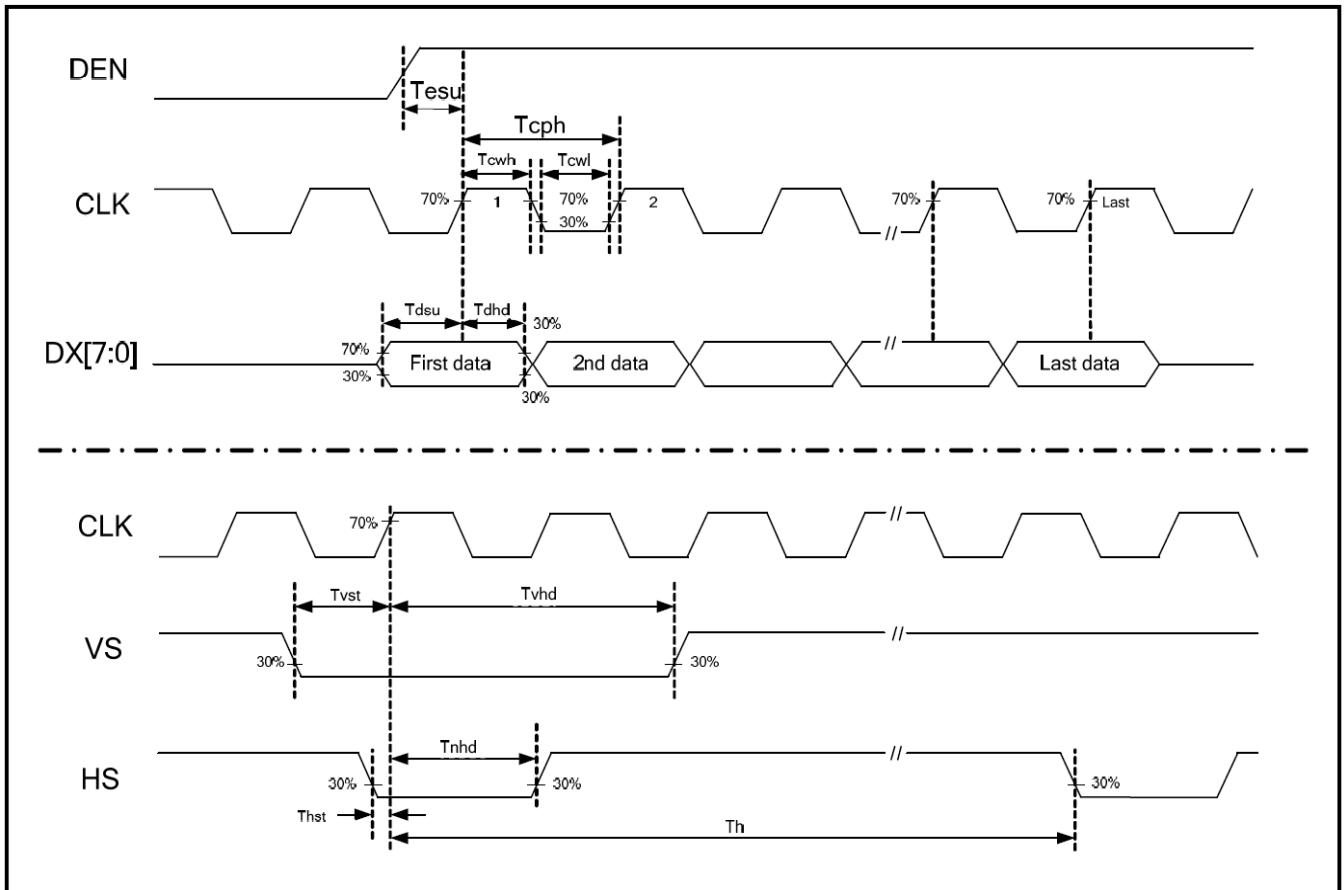 DEN
Tesu
Tcph
Tcwh Tcwl
CLK 70% 1 70% 2 70% 70% Last
30% //
Tdsu Tdhd 30%
DX[7:0] 70% First data 2nd data // Last data
30% 30%
CLK 70% //
Tvst Tvhd
VS 30% 30% //
Tnhd
HS 30% 30% // 30%
Thst
Th